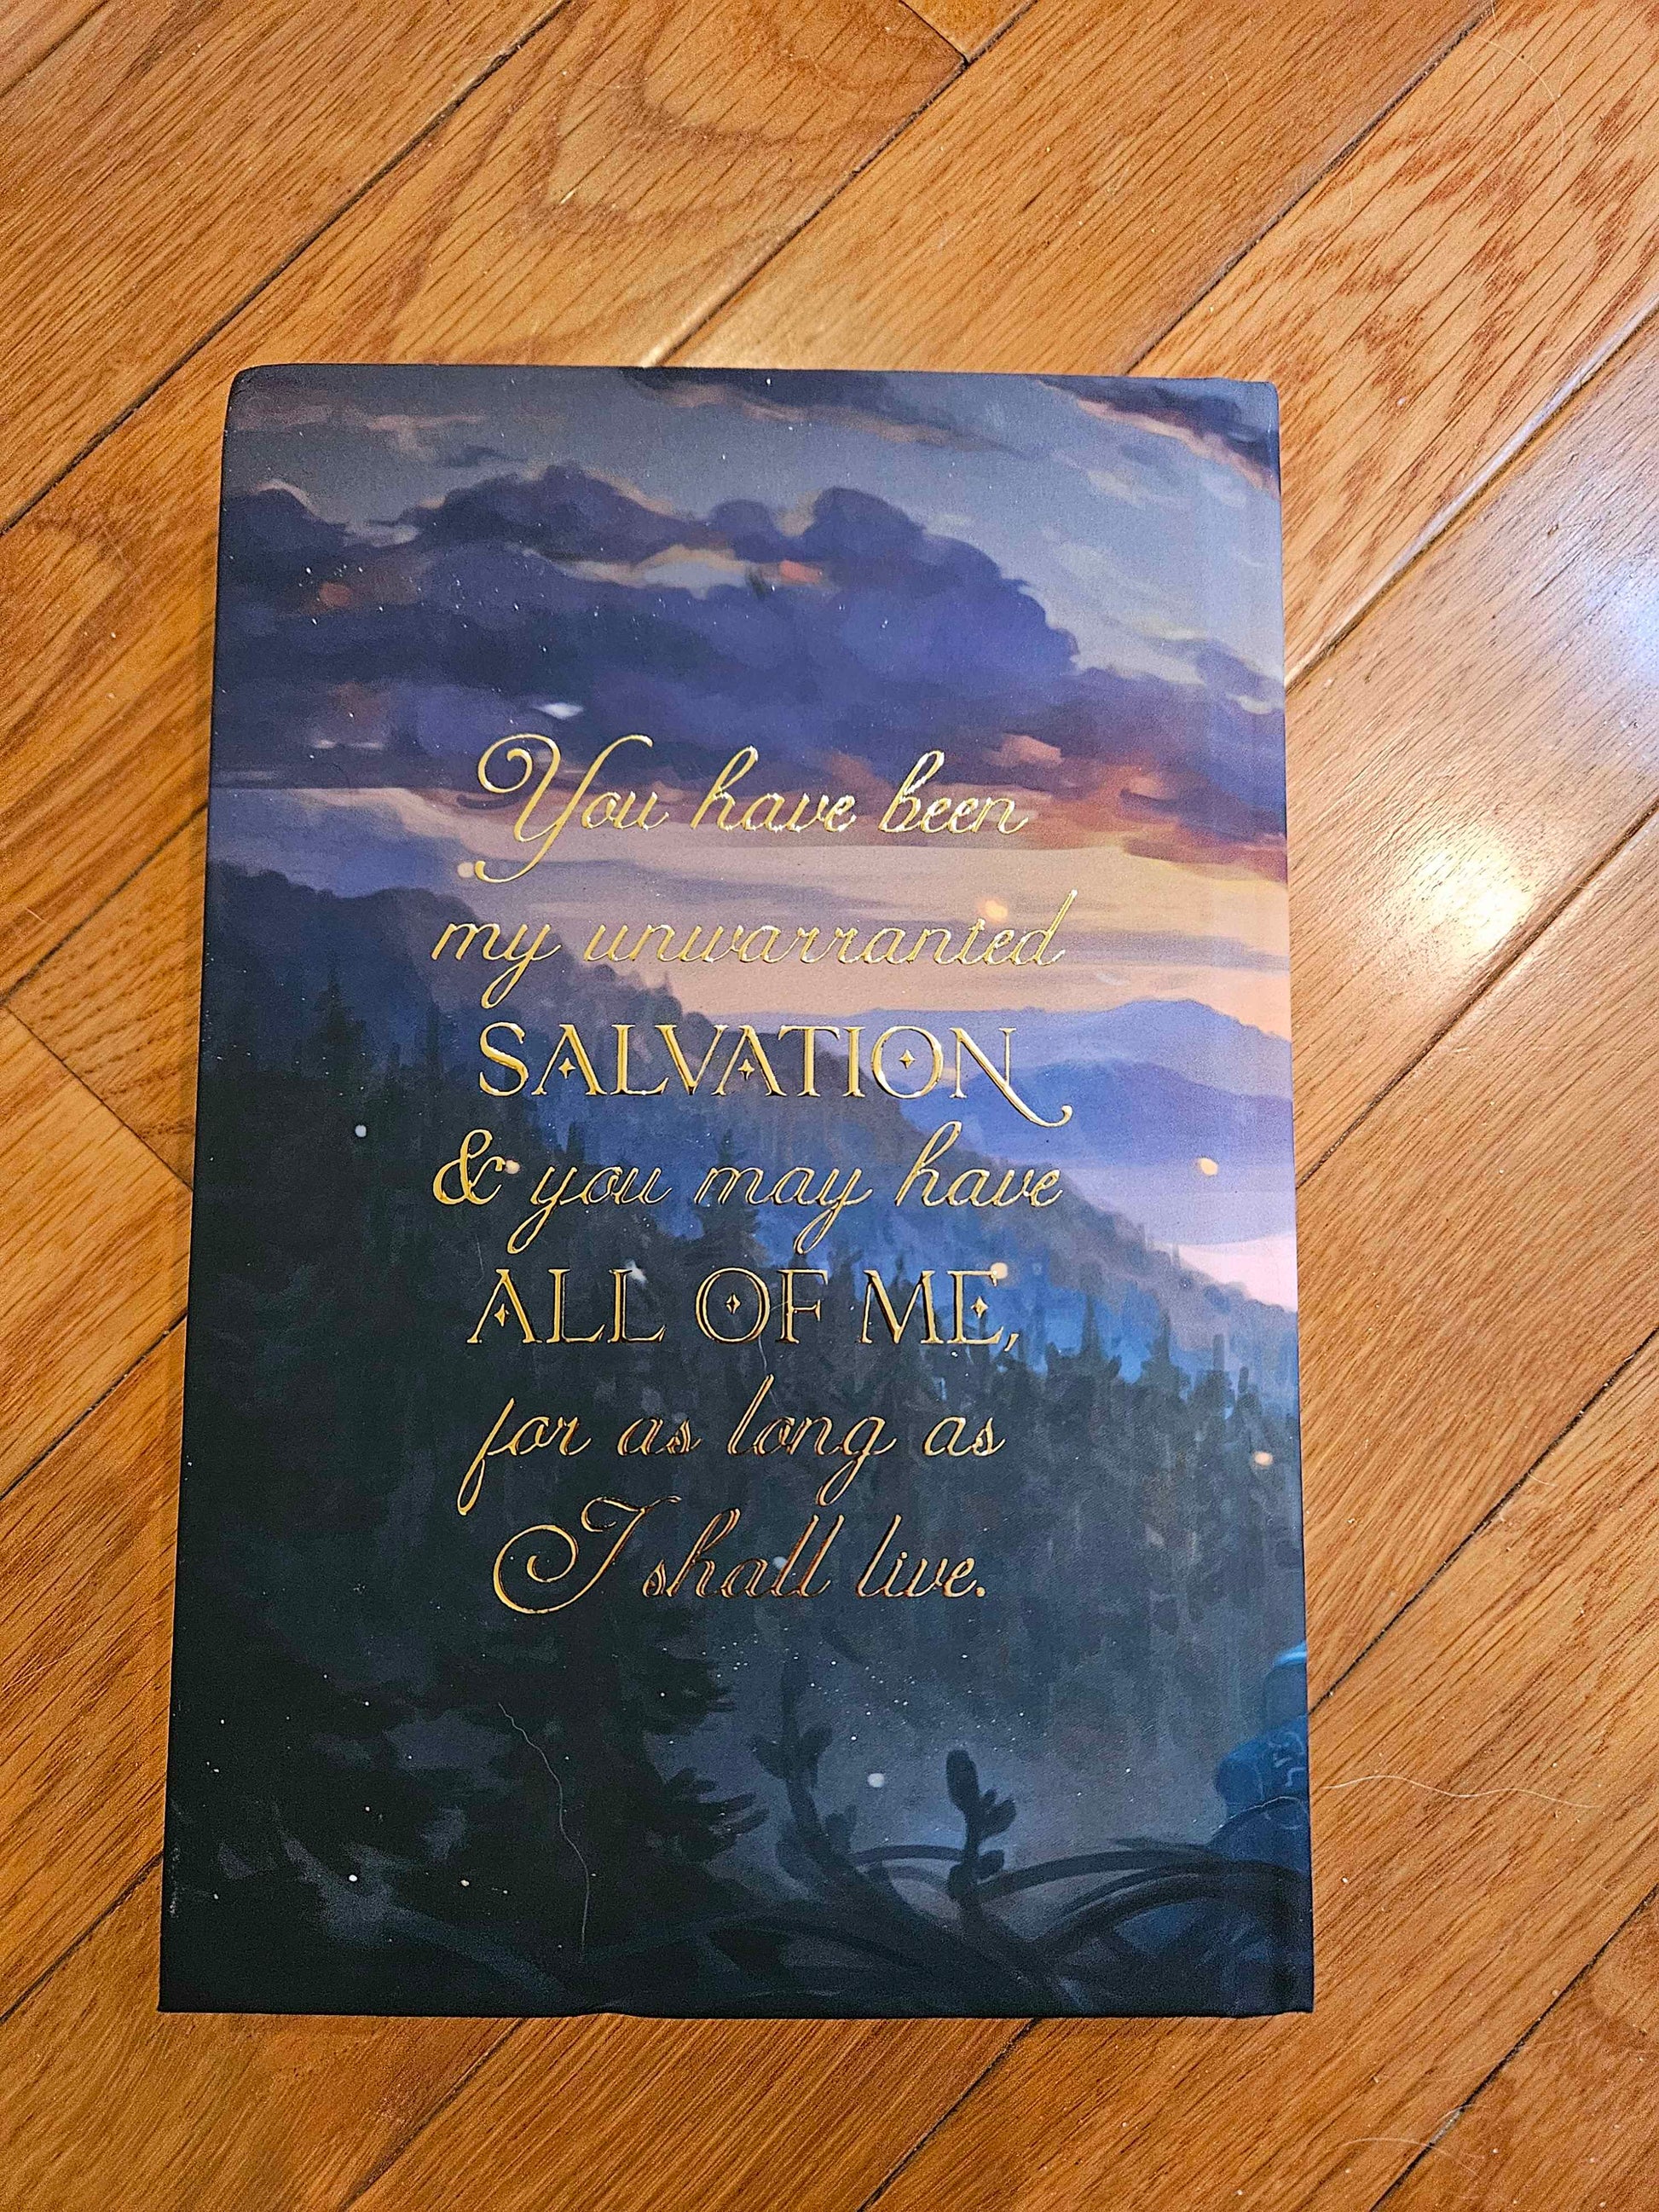 You have been
my unwarranted
SALVATION
& you may have
ALL OF ME,
for as long as
I shall live.